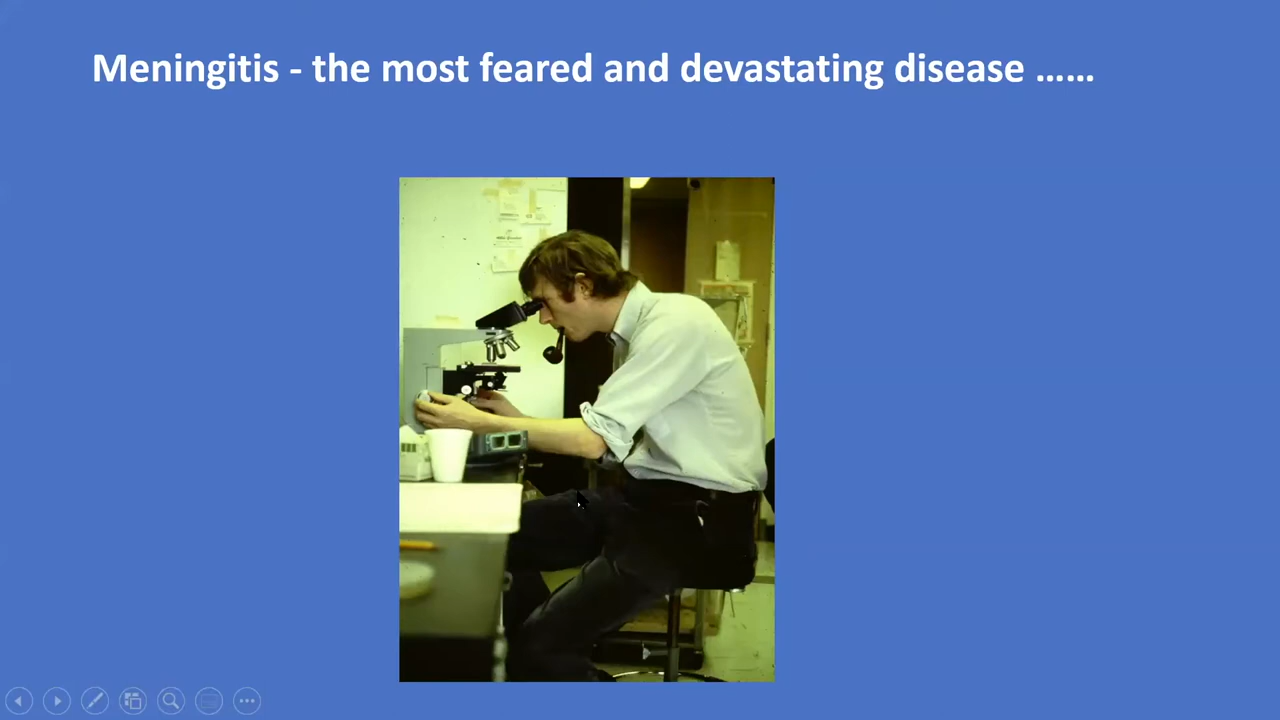 Meningitis - the most feared and devastating disease ......